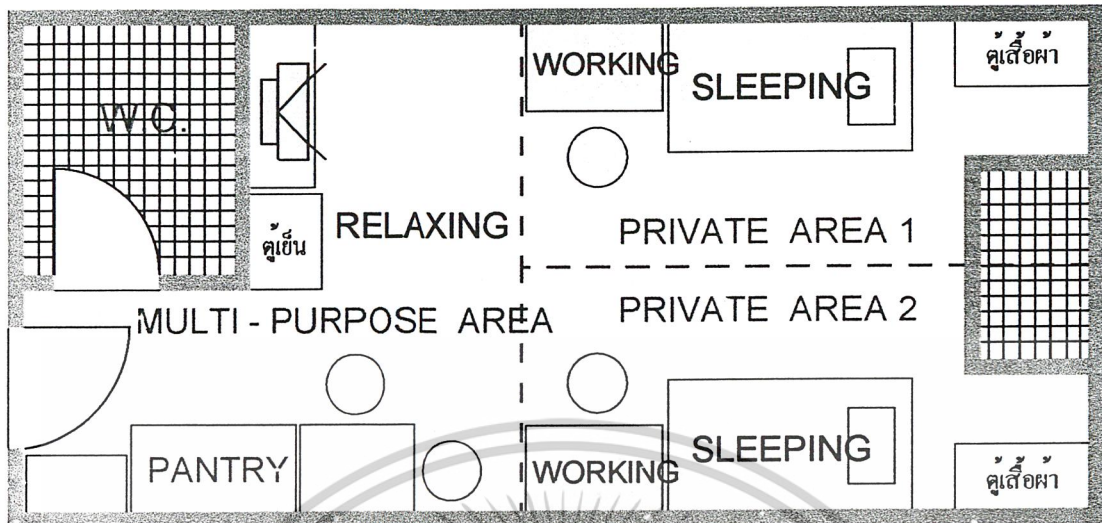 W.C.
WORKING
SLEEPING
ตู้เสื้อผ้า
ตู้เย็น
RELAXING
PRIVATE AREA 1
MULTI - PURPOSE AREA
PRIVATE AREA 2
PANTRY
WORKING
SLEEPING
ตู้เสื้อผ้า